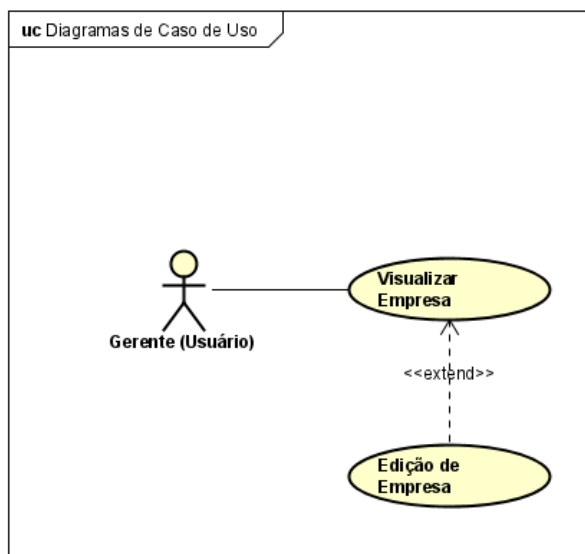 uc Diagramas de Caso de Uso
Visualizar
Empresa
Gerente (Usuário)
<<extend>>
Edição de
Empresa